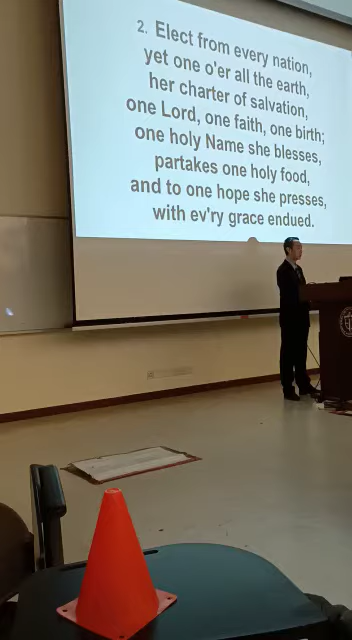 2. Elect from every nation,
yet one o'er all the earth,
her charter of salvation,
one Lord, one faith, one birth;
one holy Name she blesses,
partakes one holy food,
and to one hope she presses,
with ev'ry grace endued.